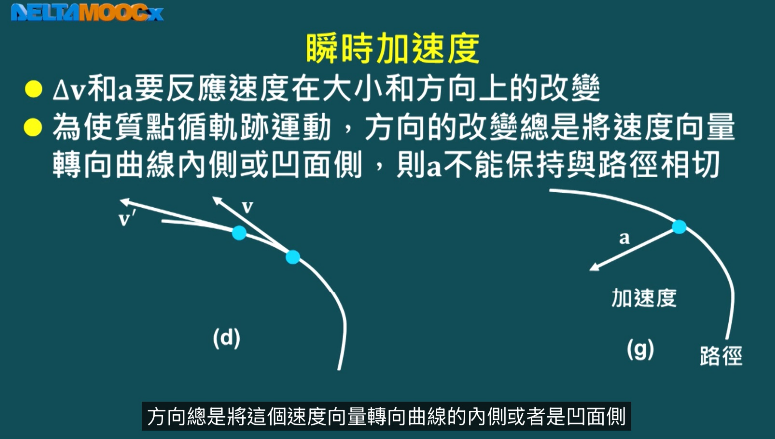 DELTAMOOCx
瞬時加速度
● Δv和a要反應速度在大小和方向上的改變
● 為使質點循軌跡運動,方向的改變總是將速度向量
轉向曲線內側或凹面側,則a不能保持與路徑相切
v′
v
(d)
a
加速度
(g)
路徑
方向總是將這個速度向量轉向曲線的內側或者是凹面側